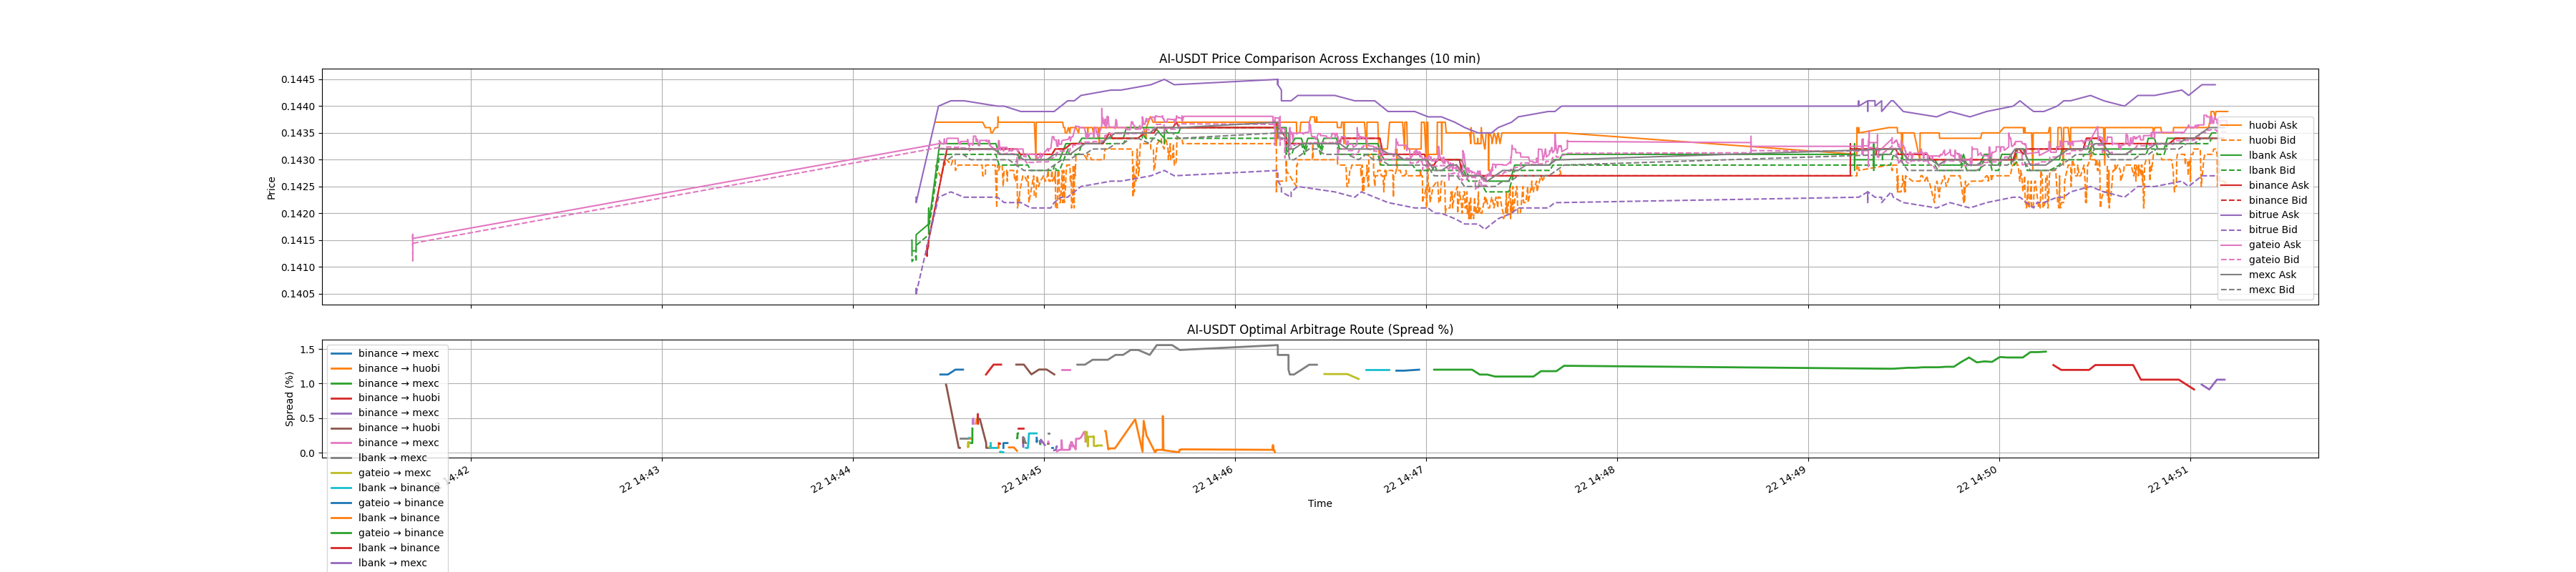 AI-USDT Price Comparison Across Exchanges (10 min)
0.1445
0.1440
0.1435
0.1430
0.1425
0.1420
0.1415
0.1410
0.1405
Price
huobi Ask
huobi Bid
lbank Ask
lbank Bid
binance Ask
binance Bid
bitrue Ask
bitrue Bid
gateio Ask
gateio Bid
mexc Ask
mexc Bid
AI-USDT Optimal Arbitrage Route (Spread %)
1.5
1.0
0.5
0.0
Spread (%)
binance → mexc
binance → huobi
binance → mexc
binance → huobi
binance → mexc
binance → huobi
binance → mexc
lbank → mexc
gateio → mexc
lbank → binance
gateio → binance
lbank → binance
gateio → binance
lbank → binance
lbank → mexc
14:42
22 14:43
22 14:44
22 14:45
22 14:46
22 14:47
22 14:48
22 14:49
22 14:50
22 14:51
Time